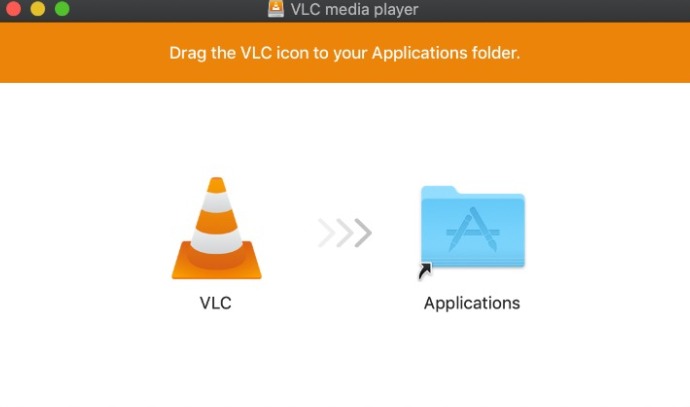 VLC media player
Drag the VLC icon to your Applications folder.
VLC
Applications